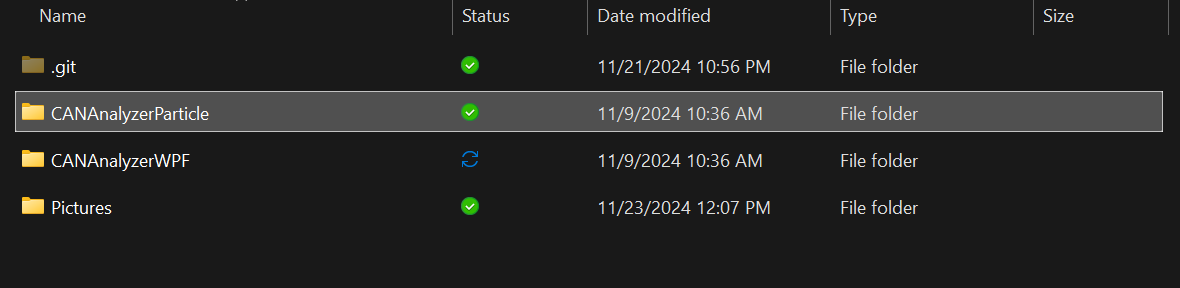 Name Status Date modified Type Size
.git 11/21/2024 10:56 PM File folder
CANAnalyzerParticle 11/9/2024 10:36 AM File folder
CANAnalyzerWPF 11/9/2024 10:36 AM File folder
Pictures 11/23/2024 12:07 PM File folder